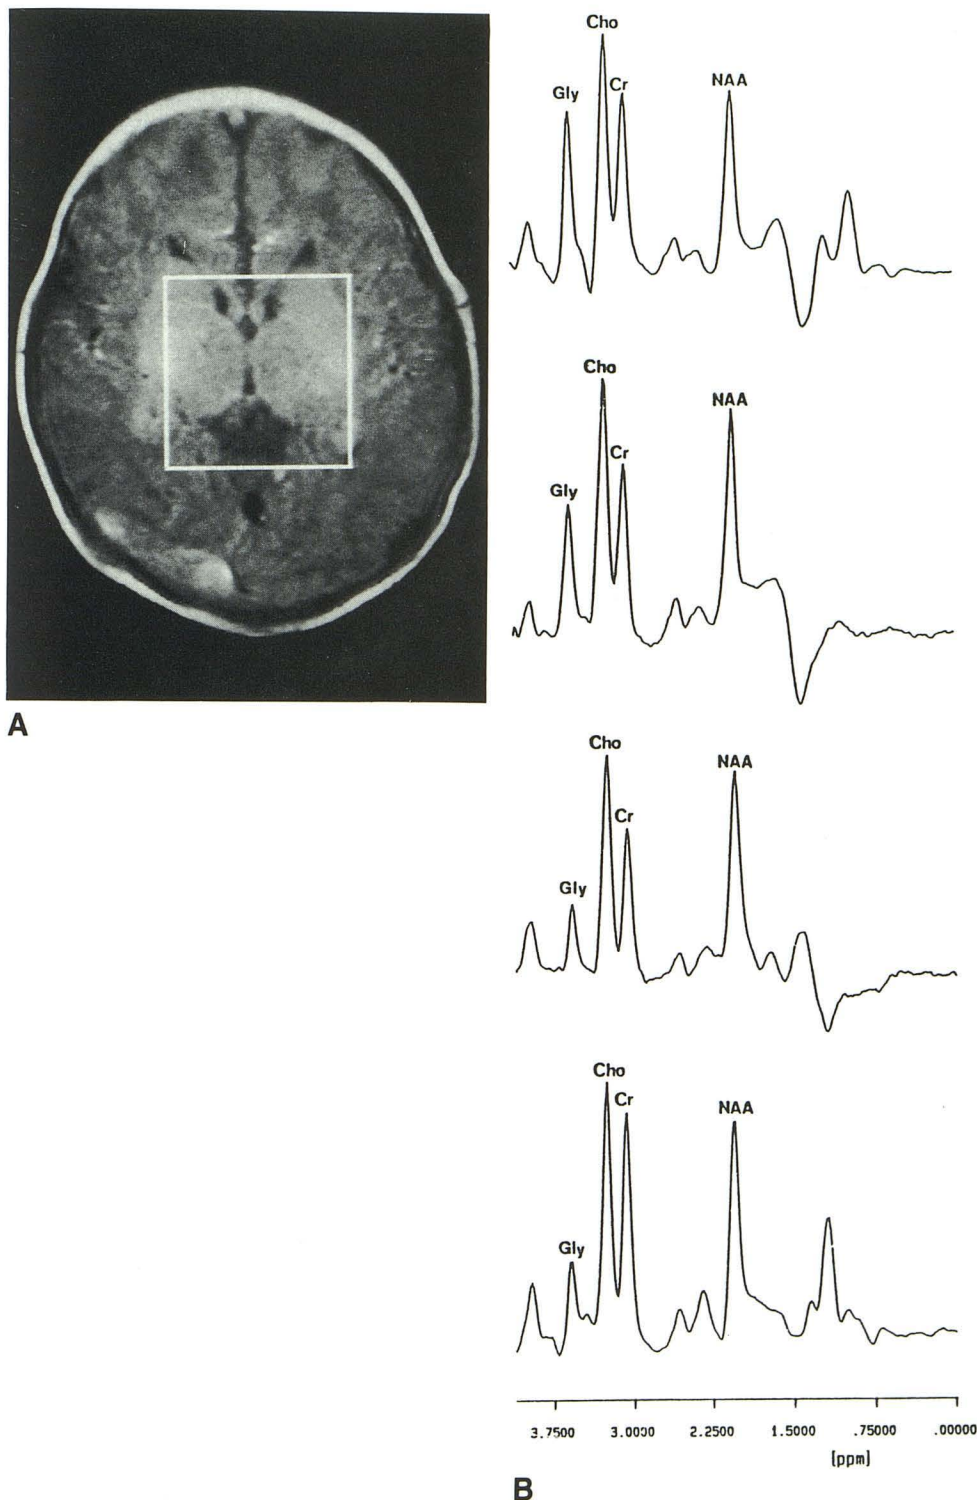 Cho
Gly
Cr
NAA
Cho
Gly
Cr
NAA
A
Cho
Gly
Cr
NAA
Cho
Cr
Gly
NAA
3.7500 3.0000 2.2500 1.5000 .75000 .00000
[ppm]
B